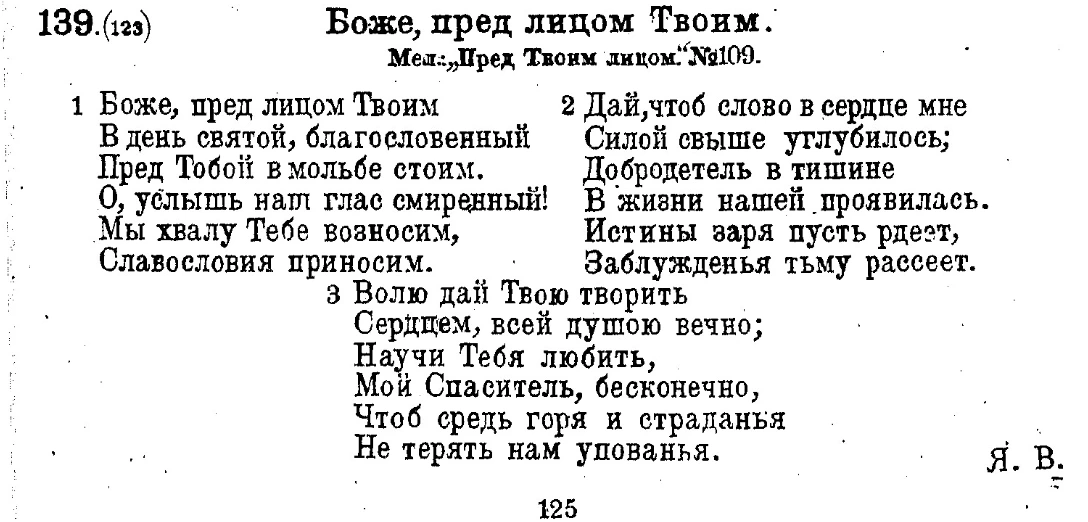 139.(123)
Боже, пред лицом Твоим.
Мел.: „Пред Твоим лицом." №109.
1 Боже, пред лицом Твоим
В день святой, благословенный
Пред Тобой в мольбе стоим.
О, услышь наш глас смиренный!
Мы хвалу Тебе возносим,
Славословия приносим.
2 Дай, чтоб слово в сердце мне
Силой свыше углубилось;
Добродетель в тишине
В жизни нашей проявилась.
Истины заря пусть рдеэт,
Заблужденья тьму рассеет.
3 Волю дай Твою творить
Сердцем, всей душою вечно;
Научи Тебя любить,
Мой Спаситель, бесконечно,
Чтоб средь горя и страданья
Не терять нам упованья.
Я. В.
125